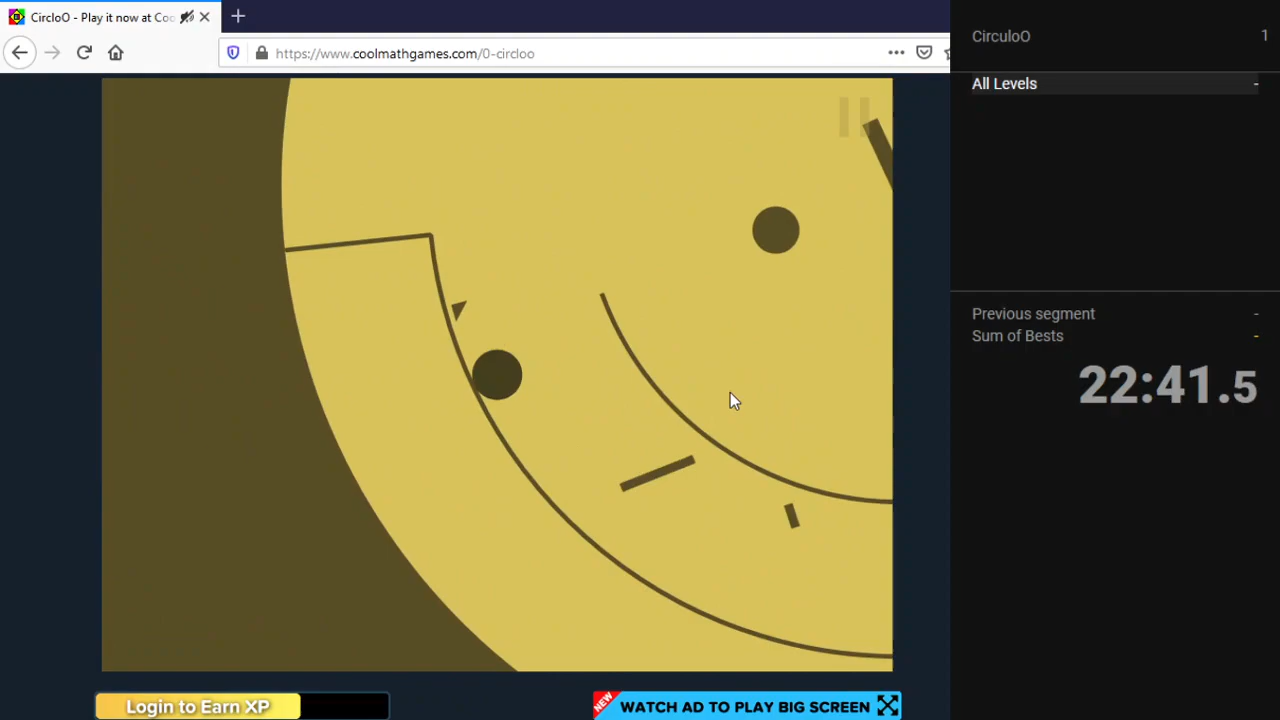 CircloO - Play it now at Coo
https://www.coolmathgames.com/0-circloo
CirculoO 1
All Levels -
Previous segment -
Sum of Bests -
22:41.5
Login to Earn XP
NEW
WATCH AD TO PLAY BIG SCREEN